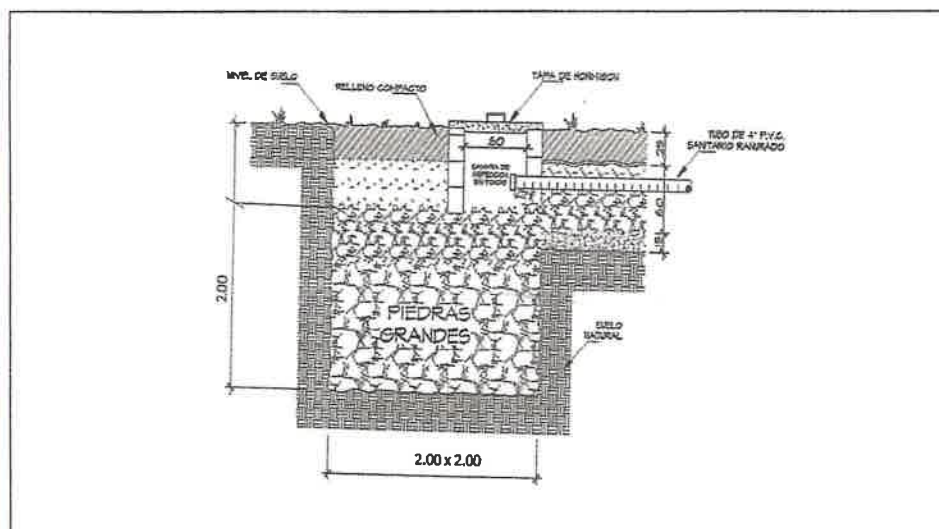 NIVEL DE SUELO
RELLENO COMPACTO
TAPA DE HORMIGON
TUBO DE 4" P.V.C.
SANITARIO RANURADO
60
.25
.60
.15
2.00
PIEDRAS
GRANDES
SUELO
NATURAL
2.00 x 2.00